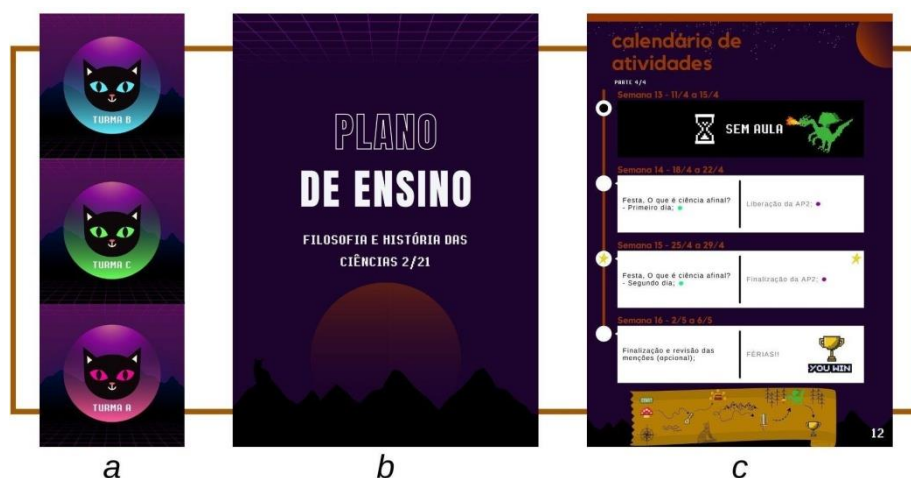 TURMA B
TURMA C
TURMA A
a
PLANO
DE ENSINO
FILOSOFIA E HISTÓRIA DAS
CIÊNCIAS 2/21
b
calendário de
atividades
PARTE 4/4
Semana 13 - 11/4 a 15/4
SEM AULA
Semana 14 - 18/4 a 22/4
Festa, O que é ciência afinal?
- Primeiro dia;
Liberação da AP2;
Semana 15 - 25/4 a 29/4
Festa, O que é ciência afinal?
- Segundo dia;
Finalização da AP2;
Semana 16 - 2/5 a 6/5
Finalização e revisão das
menções (opcional);
FÉRIAS!!
YOU WIN
12
c